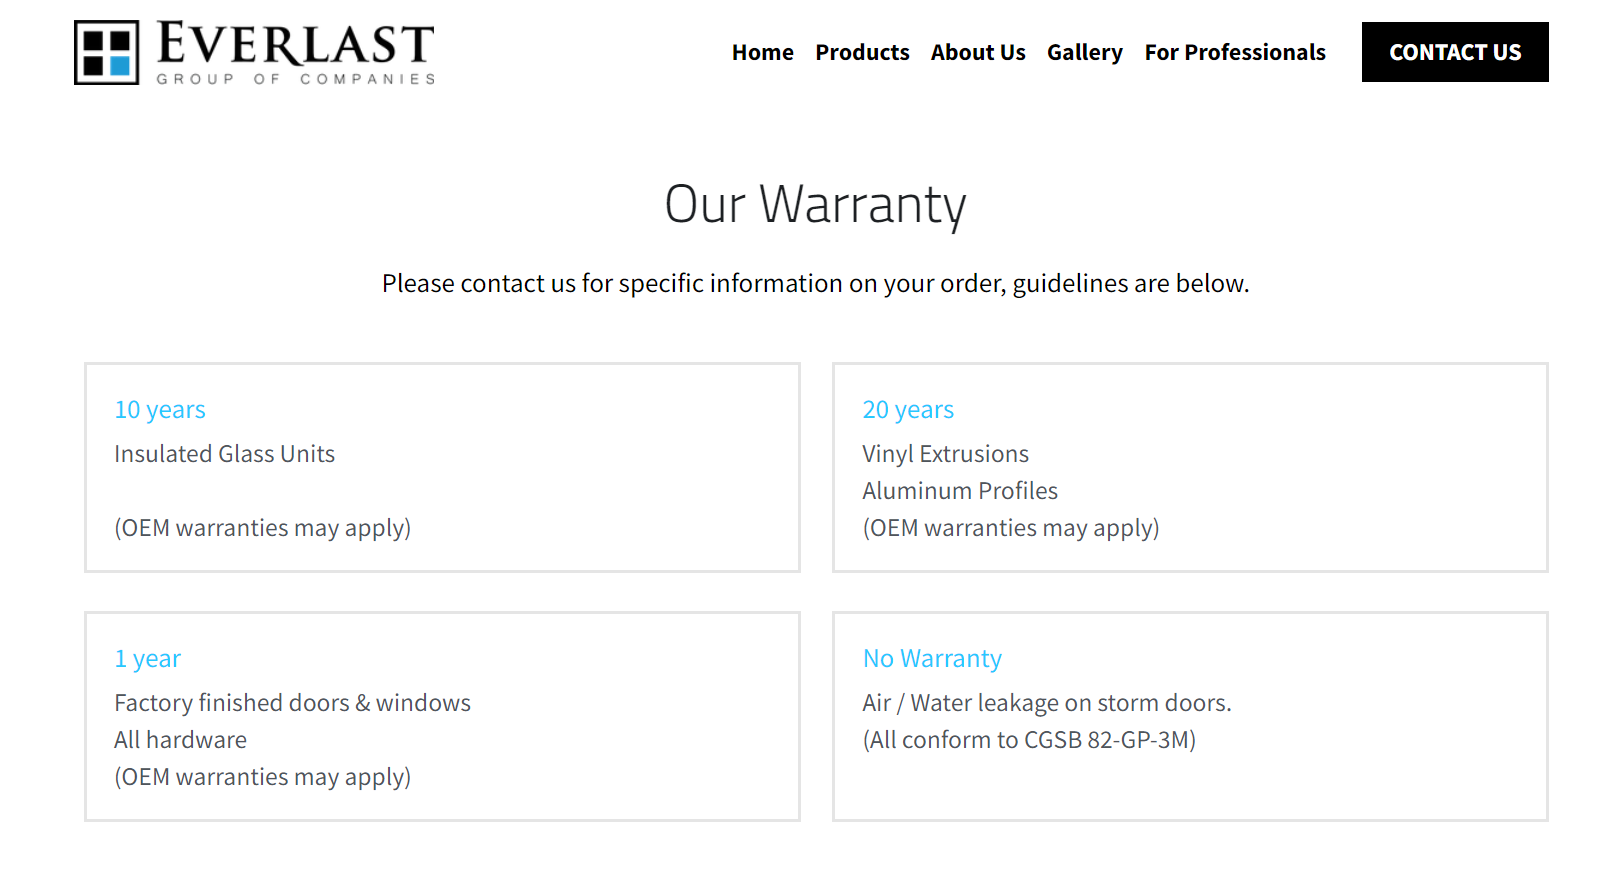 EVERLAST
GROUP OF COMPANIES
Home Products About Us Gallery For Professionals CONTACT US
Our Warranty
Please contact us for specific information on your order, guidelines are below.
10 years
Insulated Glass Units
(OEM warranties may apply)
20 years
Vinyl Extrusions
Aluminum Profiles
(OEM warranties may apply)
1 year
Factory finished doors & windows
All hardware
(OEM warranties may apply)
No Warranty
Air / Water leakage on storm doors.
(All conform to CGSB 82-GP-3M)